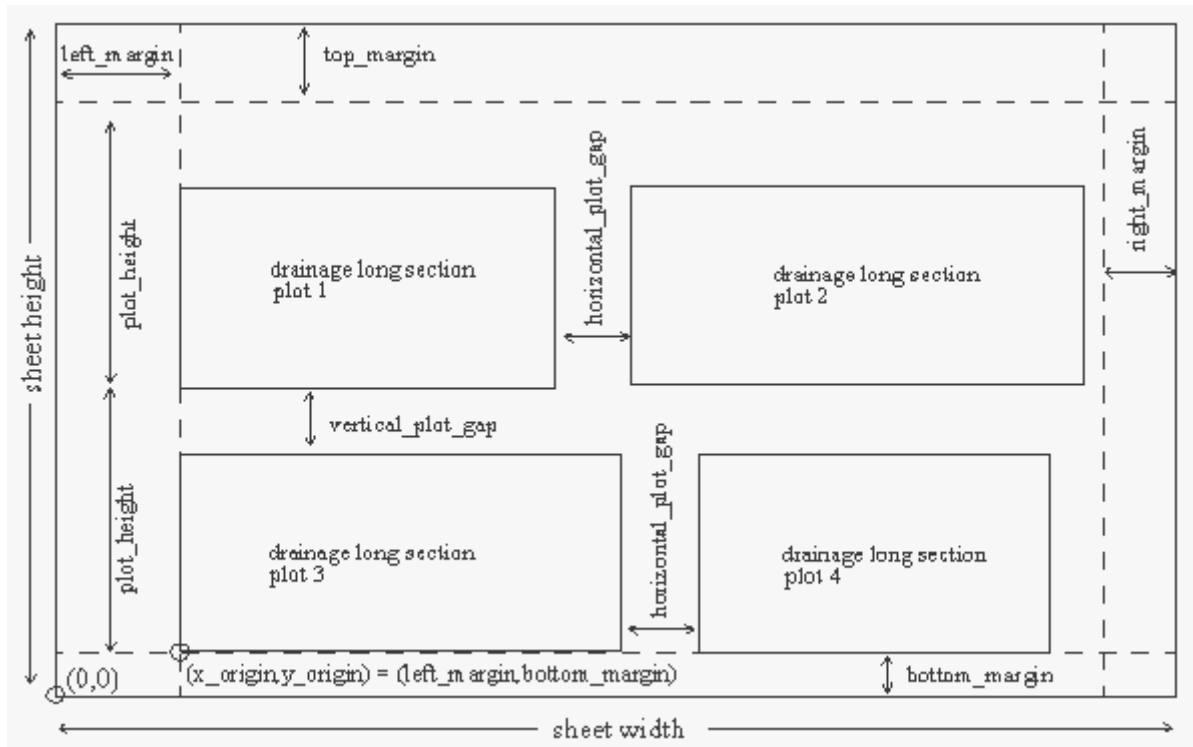 left_margin
top_margin
horizontal_plot_gap
right_margin
plot_height
sheet height
drainage long section
plot 1
drainage long section
plot 2
vertical_plot_gap
horizontal_plot_gap
plot_height
drainage long section
plot 3
drainage long section
plot 4
(0,0)
(x_origin,y_origin) = (left_margin,bottom_margin)
bottom_margin
sheet width